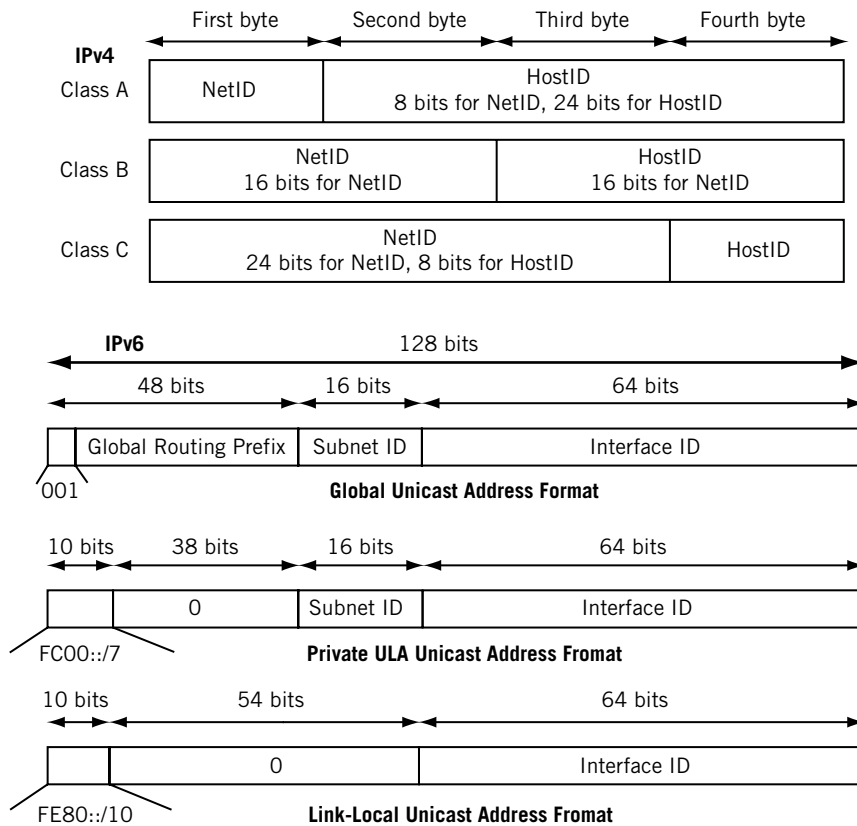 First byte Second byte Third byte Fourth byte
IPv4
Class A
NetID
HostID
8 bits for NetID, 24 bits for HostID
Class B
NetID
16 bits for NetID
HostID
16 bits for NetID
Class C
NetID
24 bits for NetID, 8 bits for HostID
HostID
IPv6
128 bits
48 bits 16 bits 64 bits
Global Routing Prefix Subnet ID Interface ID
001
Global Unicast Address Format
10 bits 38 bits 16 bits 64 bits
0 Subnet ID Interface ID
FC00::/7
Private ULA Unicast Address Fromat
10 bits 54 bits 64 bits
0 Interface ID
FE80::/10
Link-Local Unicast Address Fromat